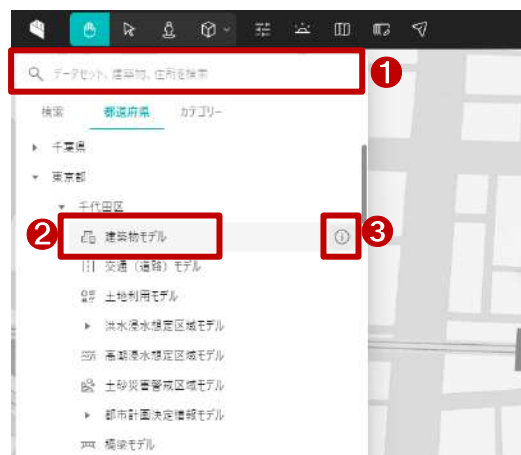 データセット、建築物、住所を検索
1
検索 都道府県 カテゴリー
千葉県
東京都
千代田区
2 建築物モデル 3
交通（道路）モデル
土地利用モデル
洪水浸水想定区域モデル
高潮浸水想定区域モデル
土砂災害警戒区域モデル
都市計画決定情報モデル
橋梁モデル